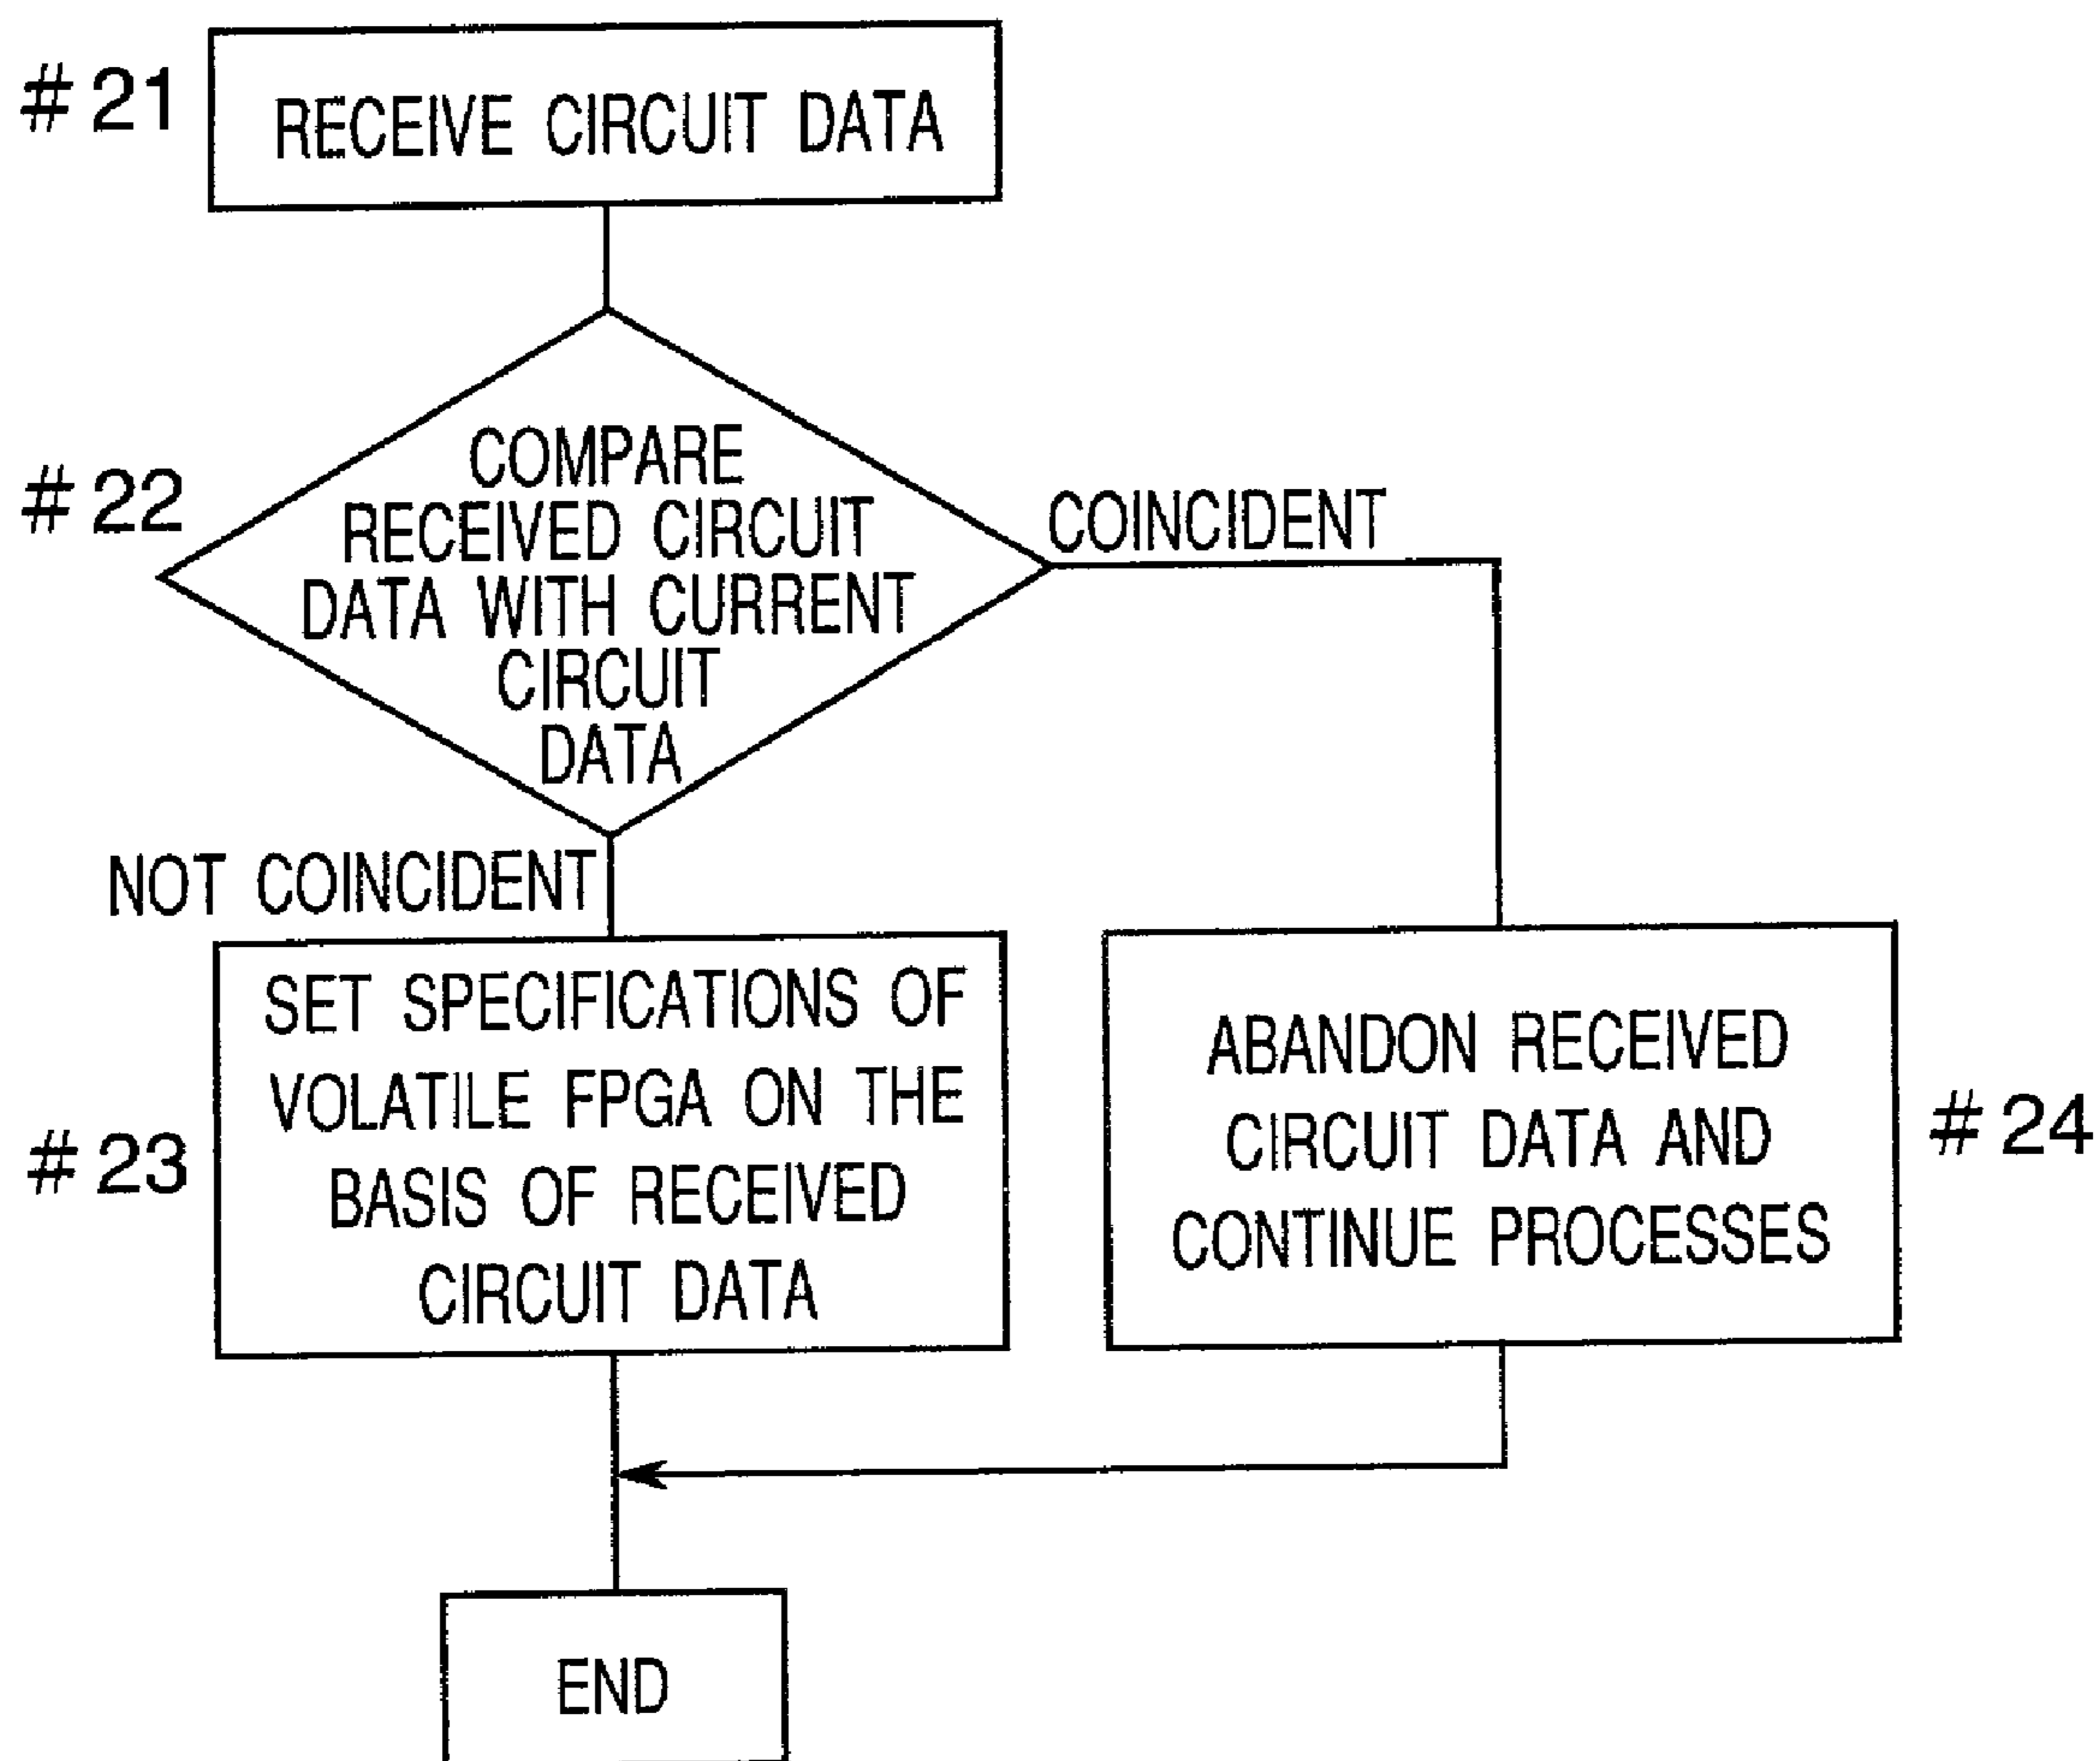 #21
RECEIVE CIRCUIT DATA
#22
COMPARE
RECEIVED CIRCUIT
DATA WITH CURRENT
CIRCUIT
DATA
COINCIDENT
NOT COINCIDENT
#23
SET SPECIFICATIONS OF
VOLATILE FPGA ON THE
BASIS OF RECEIVED
CIRCUIT DATA
ABANDON RECEIVED
CIRCUIT DATA AND
CONTINUE PROCESSES
#24
END